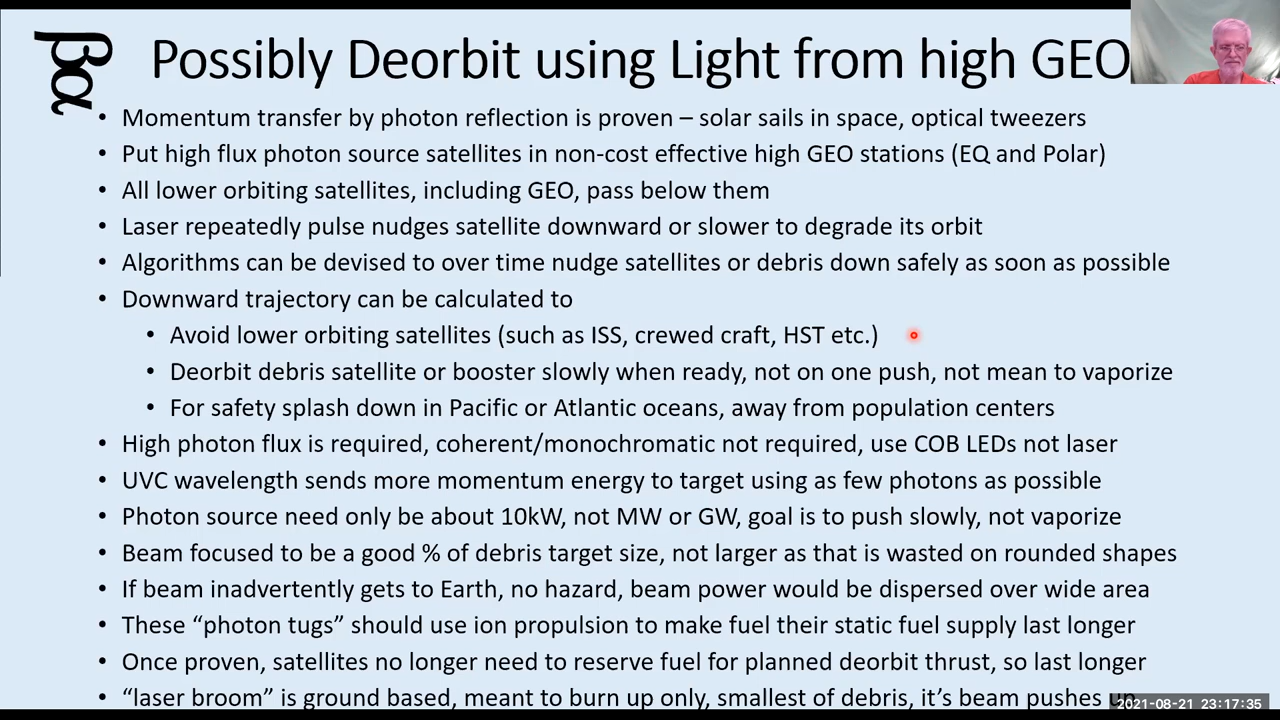 βα
Possibly Deorbit using Light from high GEO
• Momentum transfer by photon reflection is proven – solar sails in space, optical tweezers
• Put high flux photon source satellites in non-cost effective high GEO stations (EQ and Polar)
• All lower orbiting satellites, including GEO, pass below them
• Laser repeatedly pulse nudges satellite downward or slower to degrade its orbit
• Algorithms can be devised to over time nudge satellites or debris down safely as soon as possible
• Downward trajectory can be calculated to
• Avoid lower orbiting satellites (such as ISS, crewed craft, HST etc.)
• Deorbit debris satellite or booster slowly when ready, not on one push, not mean to vaporize
• For safety splash down in Pacific or Atlantic oceans, away from population centers
• High photon flux is required, coherent/monochromatic not required, use COB LEDs not laser
• UVC wavelength sends more momentum energy to target using as few photons as possible
• Photon source need only be about 10kW, not MW or GW, goal is to push slowly, not vaporize
• Beam focused to be a good % of debris target size, not larger as that is wasted on rounded shapes
• If beam inadvertently gets to Earth, no hazard, beam power would be dispersed over wide area
• These “photon tugs” should use ion propulsion to make fuel their static fuel supply last longer
• Once proven, satellites no longer need to reserve fuel for planned deorbit thrust, so last longer
• “laser broom” is ground based, meant to burn up only, smallest of debris, it’s beam pushes up
2021-08-21 23:17:35